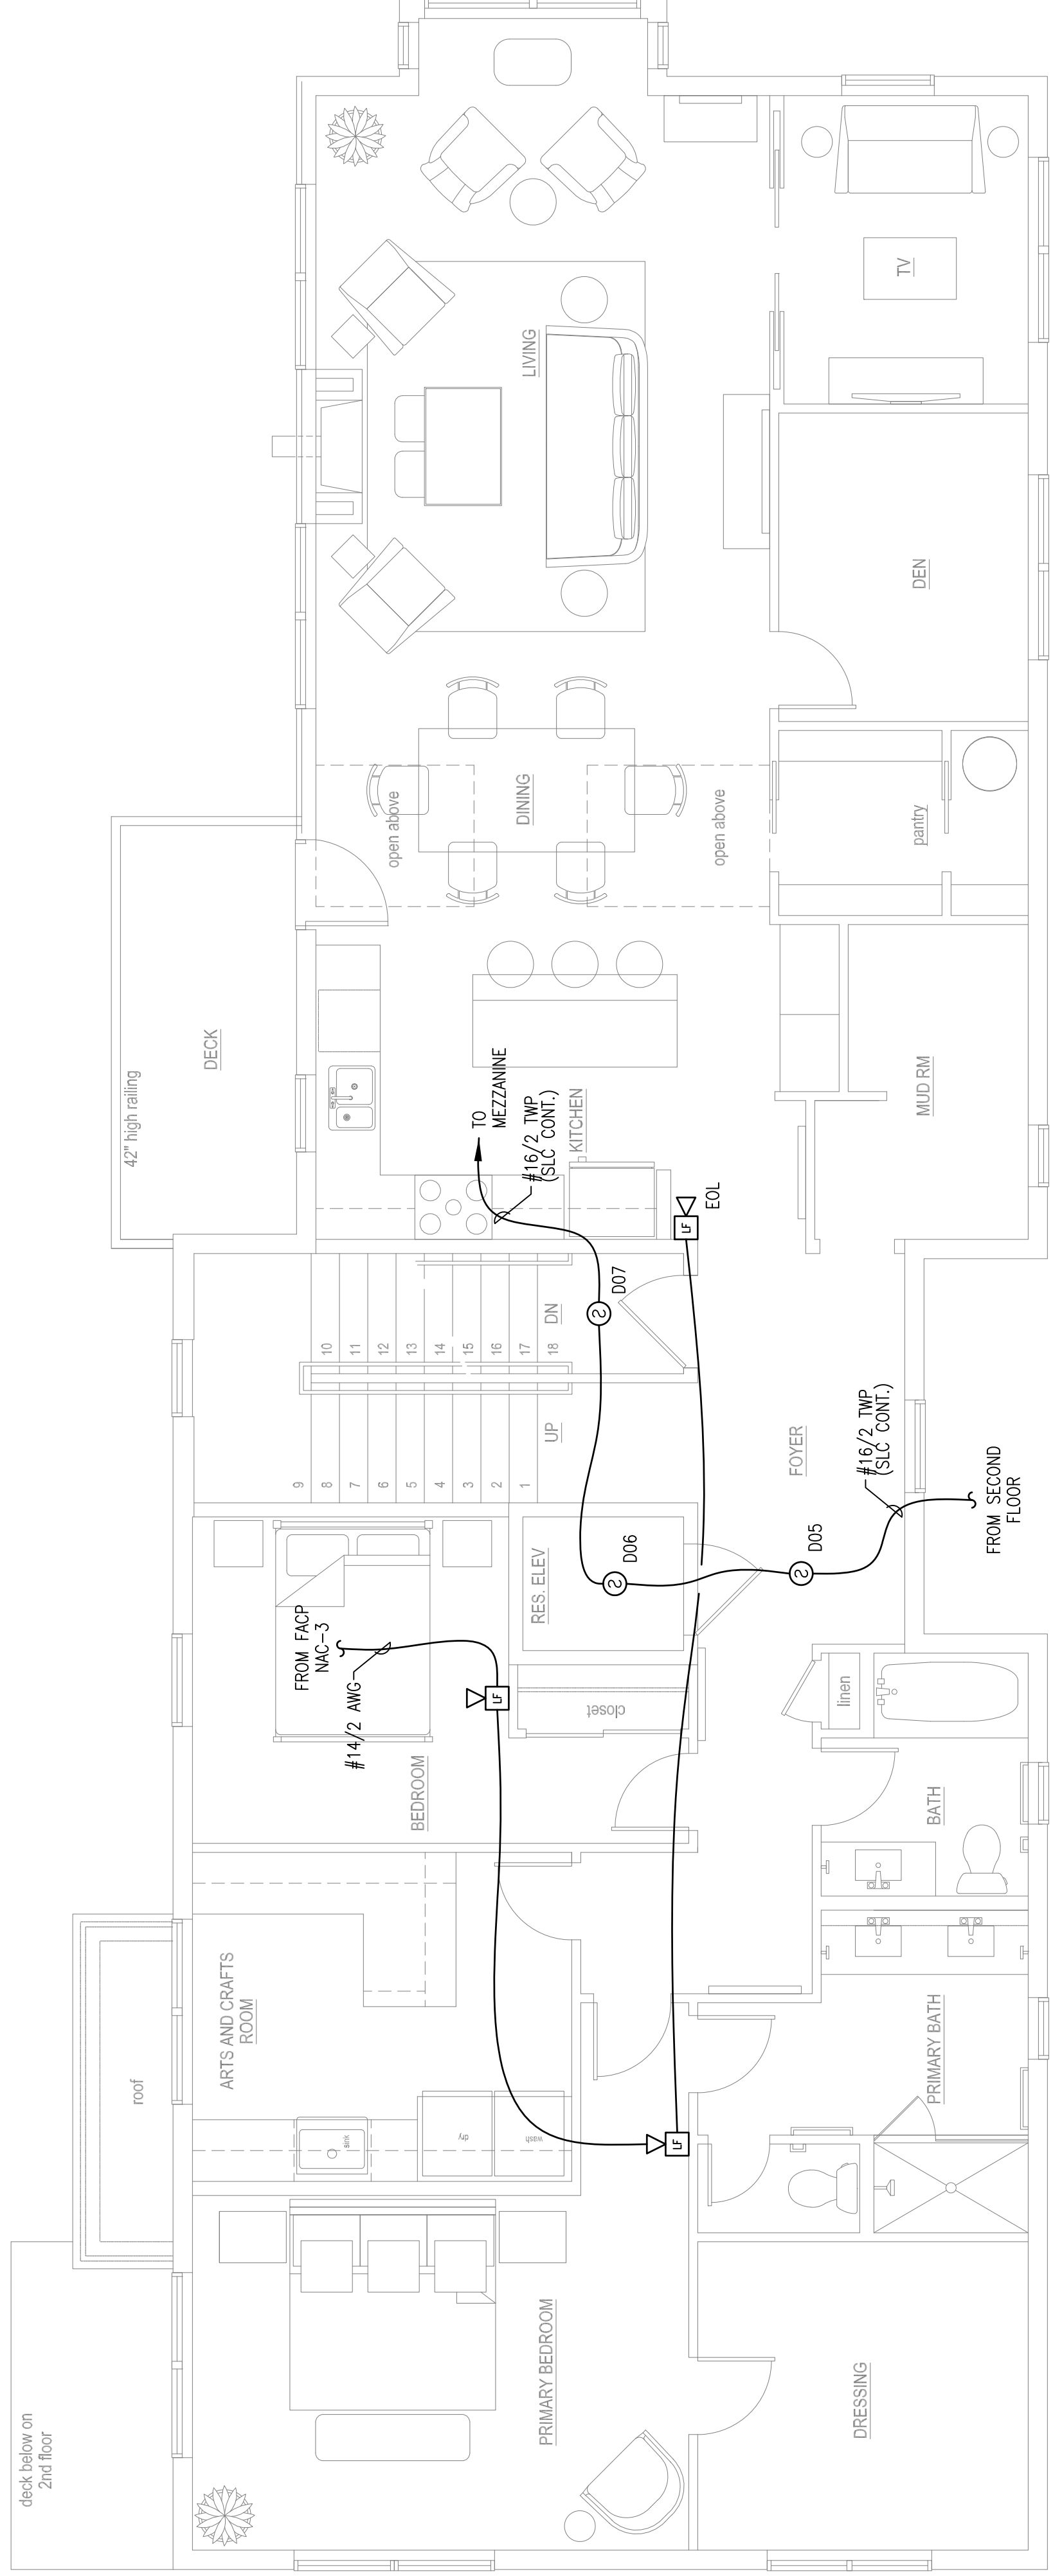 deck below on
2nd floor
roof
42" high railing
DECK
PRIMARY BEDROOM
ARTS AND CRAFTS
ROOM
sink
dry
wash
BEDROOM
FROM FACP
NAC-3
#14/2 AWG
LF
LF
closet
RES. ELEV
D06
9
8
7
6
5
4
3
2
1
UP
10
11
12
13
14
15
16
17
18
DN
D07
TO
MEZZANINE
#16/2 TWP
(SLC CONT.)
KITCHEN
LF
EOL
open above
DINING
open above
LIVING
DRESSING
PRIMARY BATH
BATH
linen
FOYER
D05
#16/2 TWP
(SLC CONT.)
FROM SECOND
FLOOR
MUD RM
pantry
DEN
TV
S
S
S